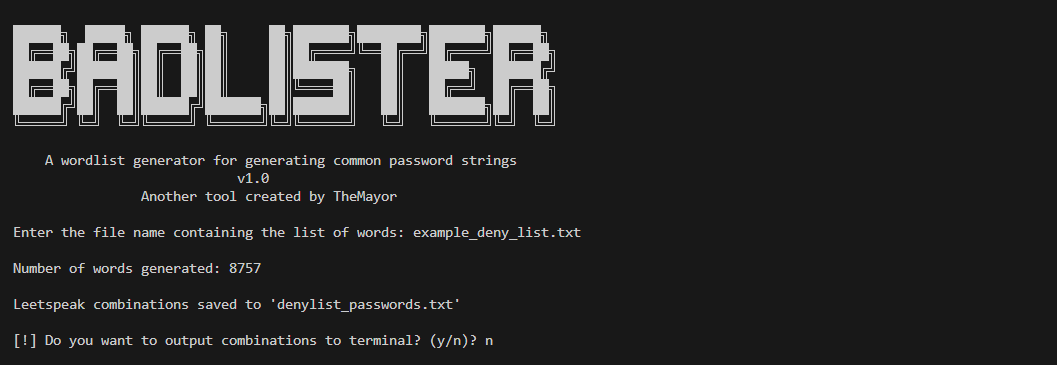 BADLISTER
A wordlist generator for generating common password strings
v1.0
Another tool created by TheMayor
Enter the file name containing the list of words: example_deny_list.txt
Number of words generated: 8757
Leetspeak combinations saved to 'denylist_passwords.txt'
[!] Do you want to output combinations to terminal? (y/n)? n